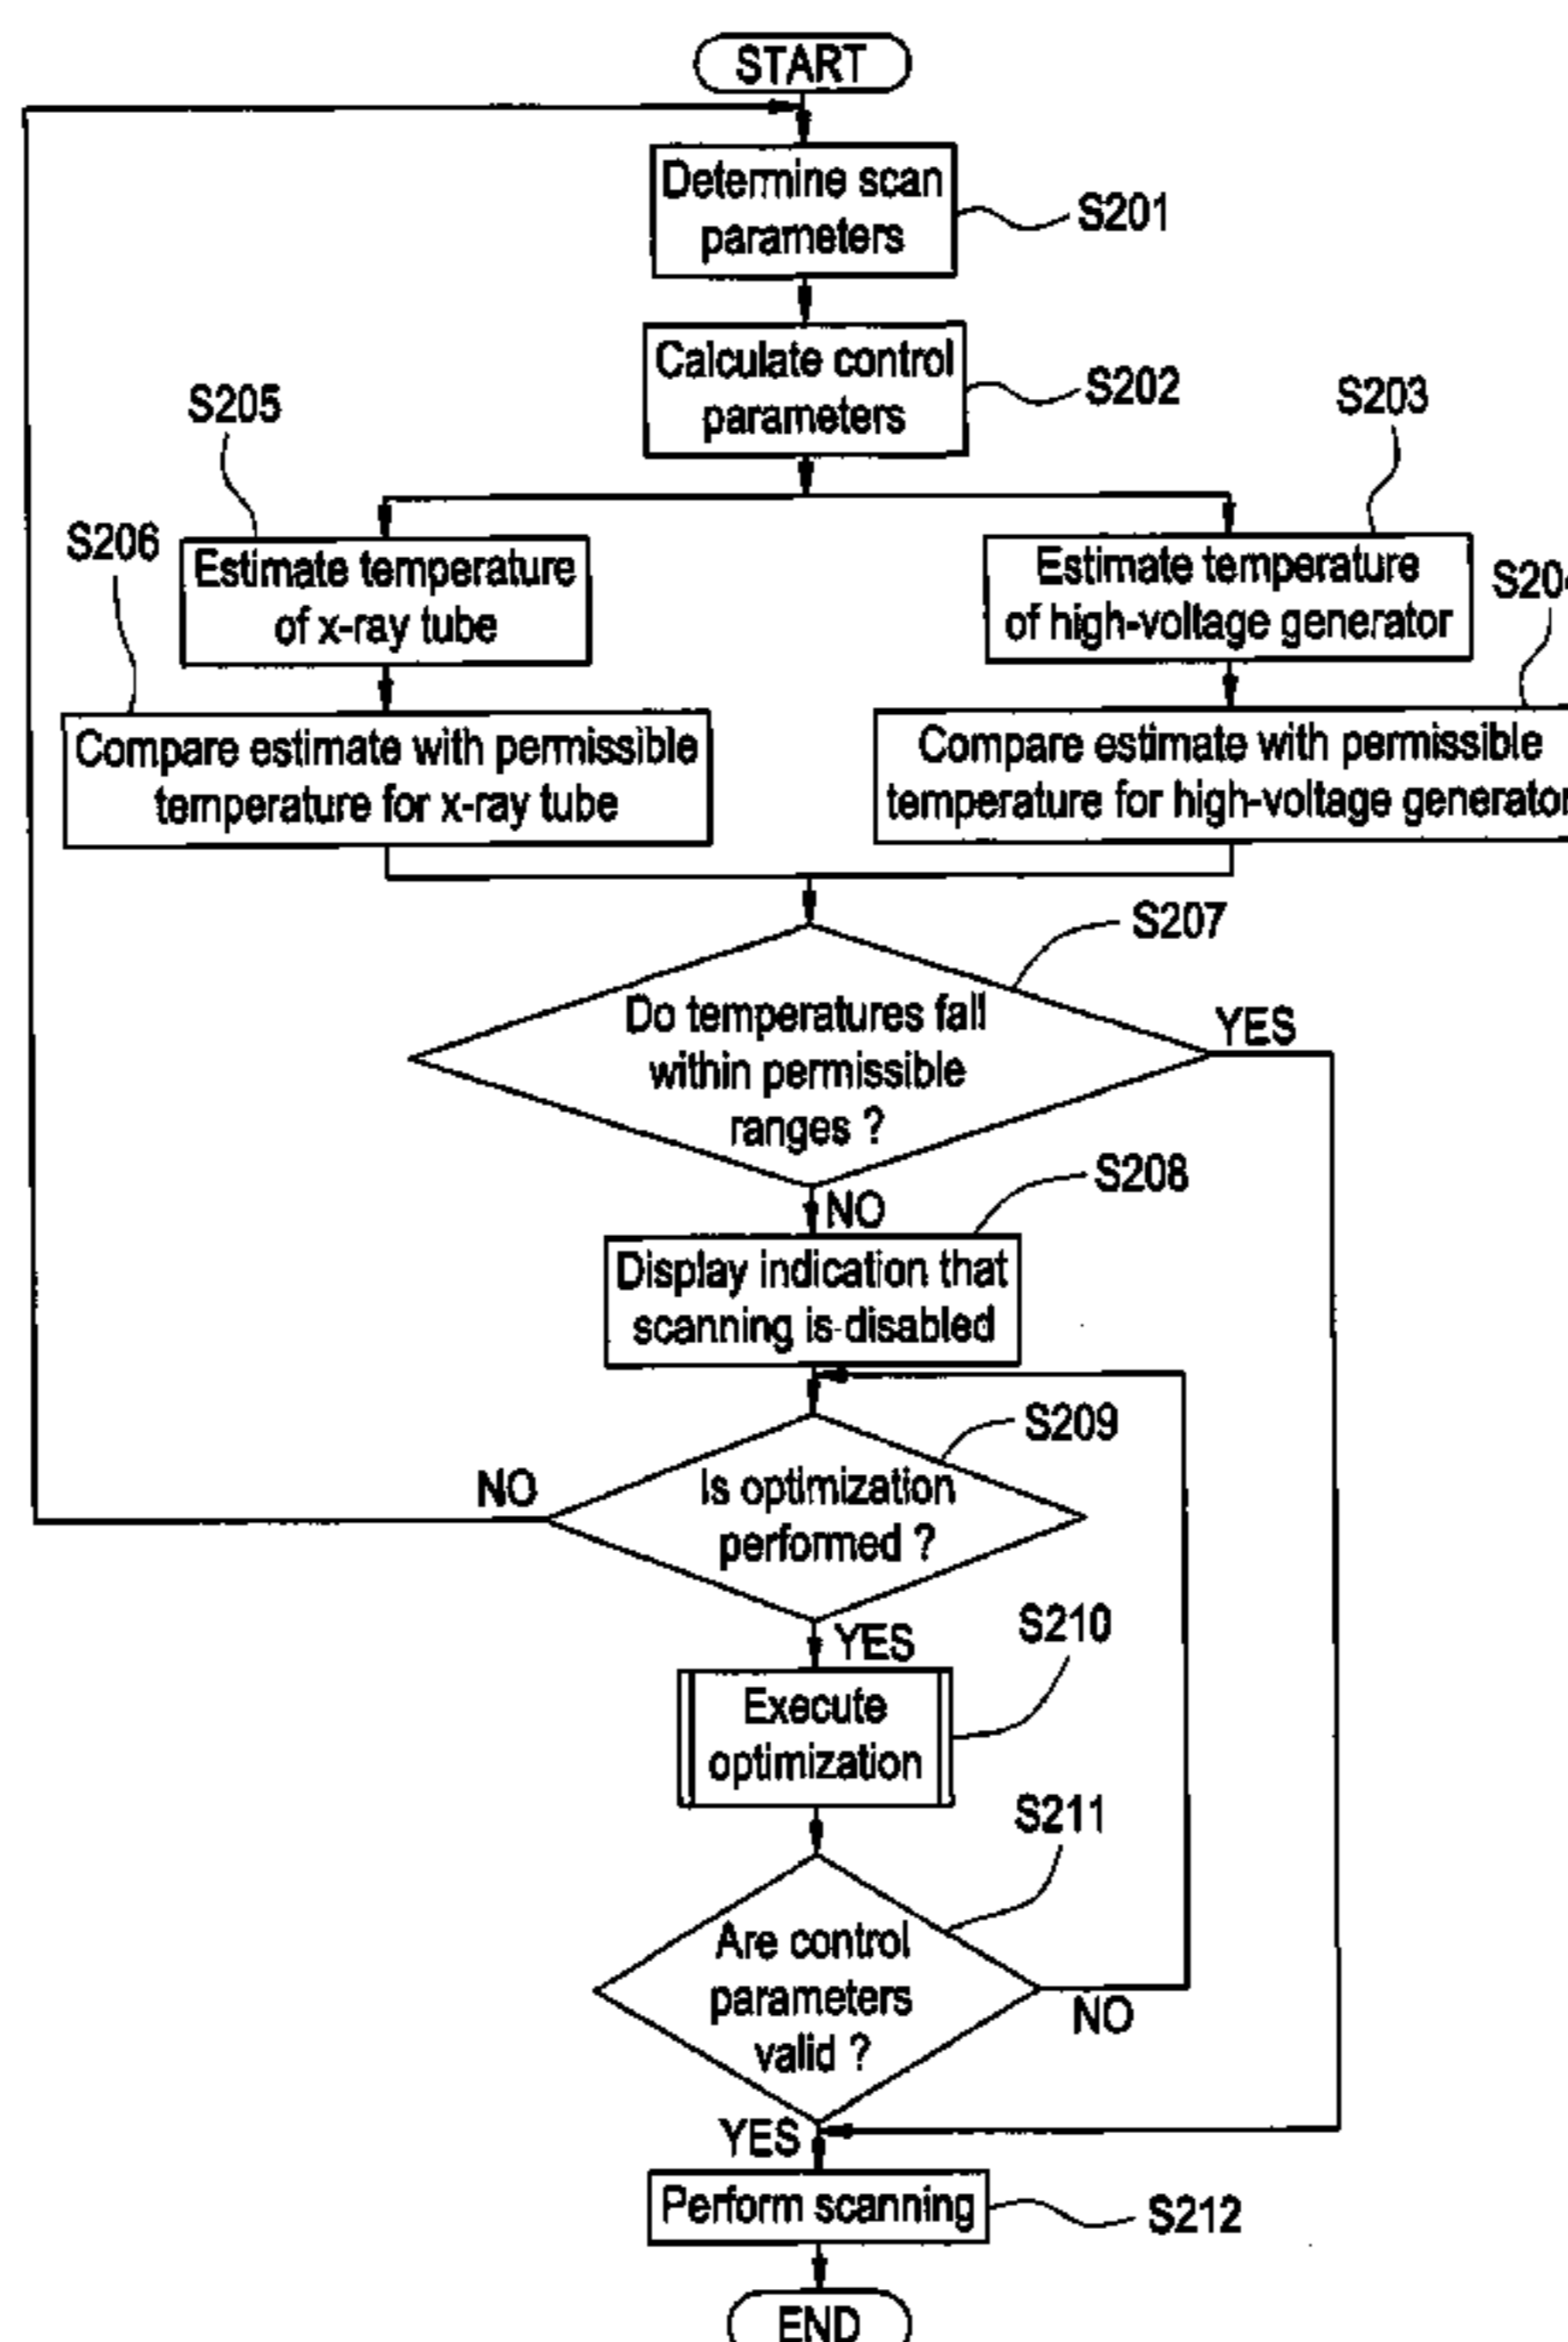 START
Determine scan
parameters
S201
Calculate control
parameters
S202
S205
S203
S206
Estimate temperature
of x-ray tube
Estimate temperature
of high-voltage generator
S204
Compare estimate with permissible
temperature for x-ray tube
Compare estimate with permissible
temperature for high-voltage generator
S207
Do temperatures fall
within permissible
ranges ?
YES
S208
NO
Display indication that
scanning is disabled
S209
NO
Is optimization
performed ?
YES
S210
Execute
optimization
S211
Are control
parameters
valid ?
NO
YES
Perform scanning
S212
END